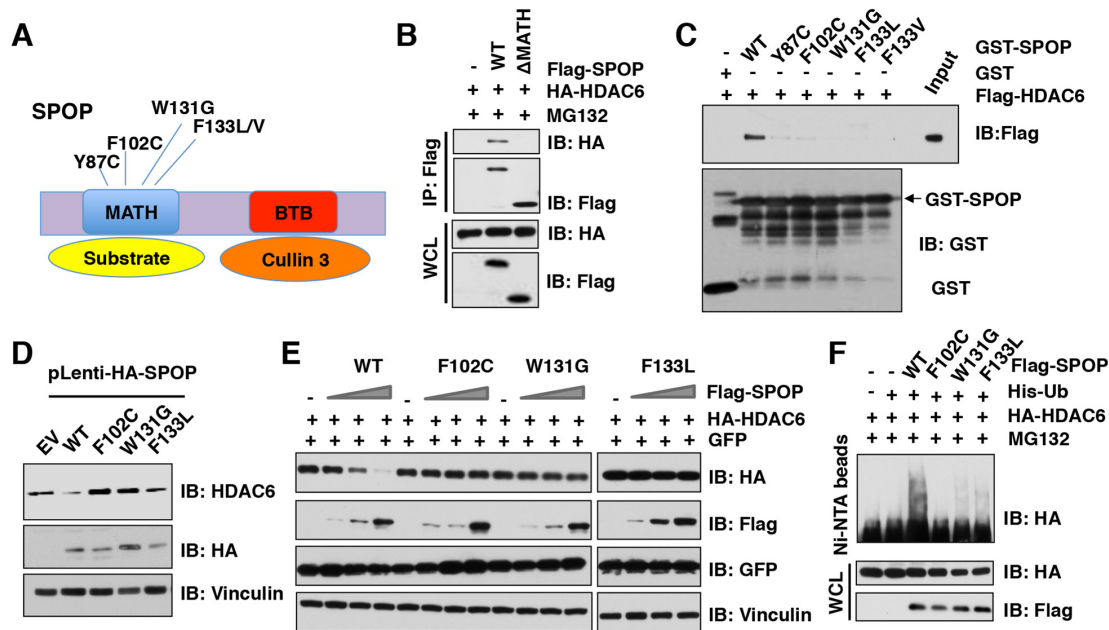 A
SPOP
W131G
F133L/V
F102C
Y87C
MATH
BTB
Substrate
Cullin 3
B
- WT ΔMATH
Flag-SPOP
+ + + HA-HDAC6
+ + + MG132
IP: Flag
IB: HA
IB: Flag
WCL
IB: HA
IB: Flag
C
- WT Y87C F102C W131G F133L F133V Input
GST-SPOP
+ - - - - - - GST
+ + + + + + + Flag-HDAC6
IB:Flag
GST-SPOP
IB: GST
GST
D
pLenti-HA-SPOP
EV WT F102C W131G F133L
IB: HDAC6
IB: HA
IB: Vinculin
E
WT F102C W131G F133L
- - - - Flag-SPOP
+ + + + + + + + + + + + + + + + HA-HDAC6
+ + + + + + + + + + + + + + + + GFP
IB: HA
IB: Flag
IB: GFP
IB: Vinculin
F
- - WT F102C W131G F133L Flag-SPOP
- + + + + + His-Ub
+ + + + + + HA-HDAC6
+ + + + + + MG132
Ni-NTA beads
IB: HA
WCL
IB: HA
IB: Flag